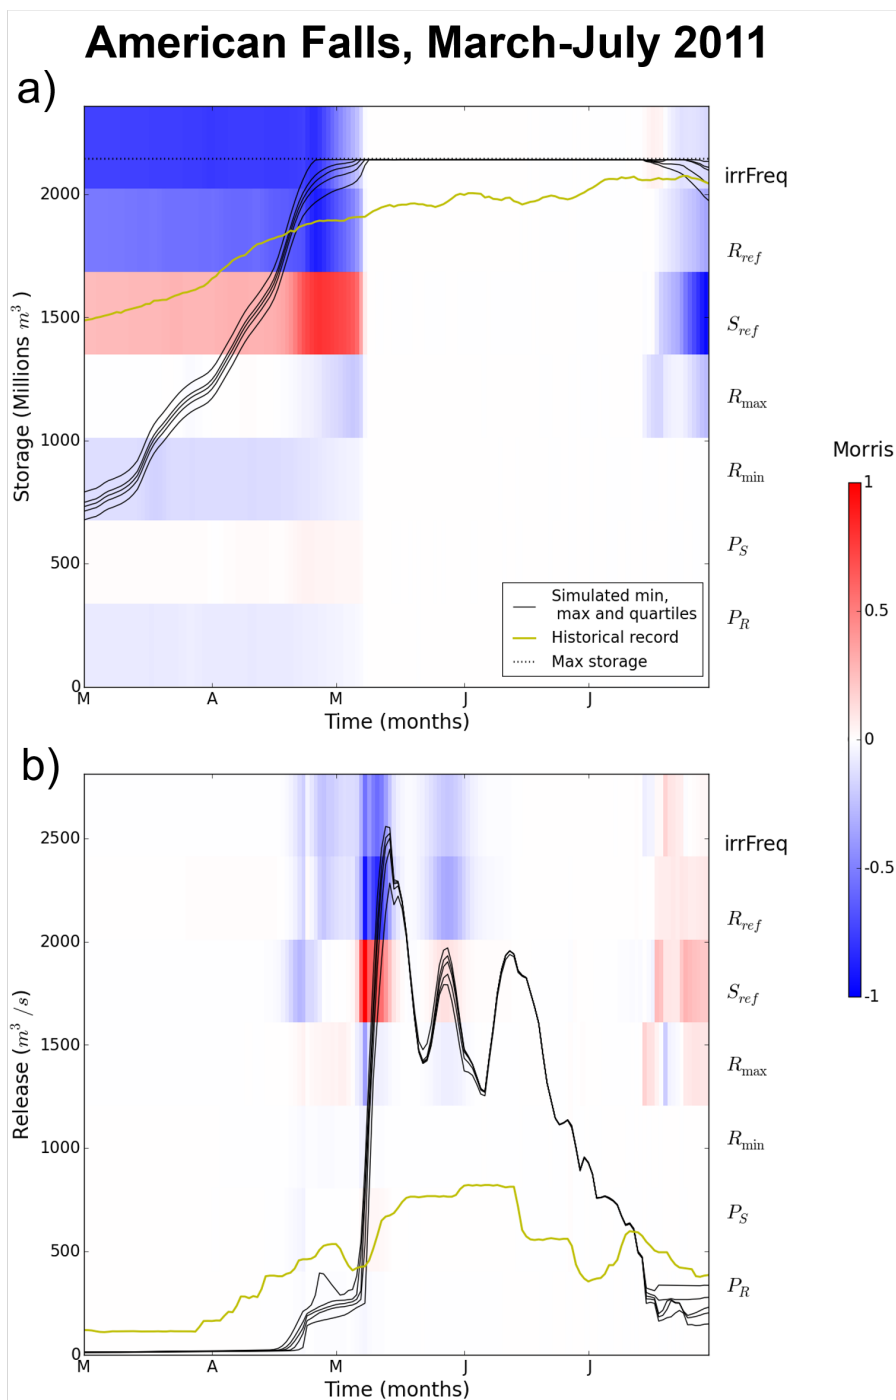 American Falls, March-July 2011
a)
Storage (Millions m³ )
2000
1500
1000
500
0
M A M J J
Time (months)
irrFreq
R_ref
S_ref
R_max
R_min
P_S
P_R
Simulated min,
max and quartiles
Historical record
Max storage
Morris
1
0.5
0
-0.5
-1
b)
Release (m³/s)
2500
2000
1500
1000
500
0
M A M J J
Time (months)
irrFreq
R_ref
S_ref
R_max
R_min
P_S
P_R